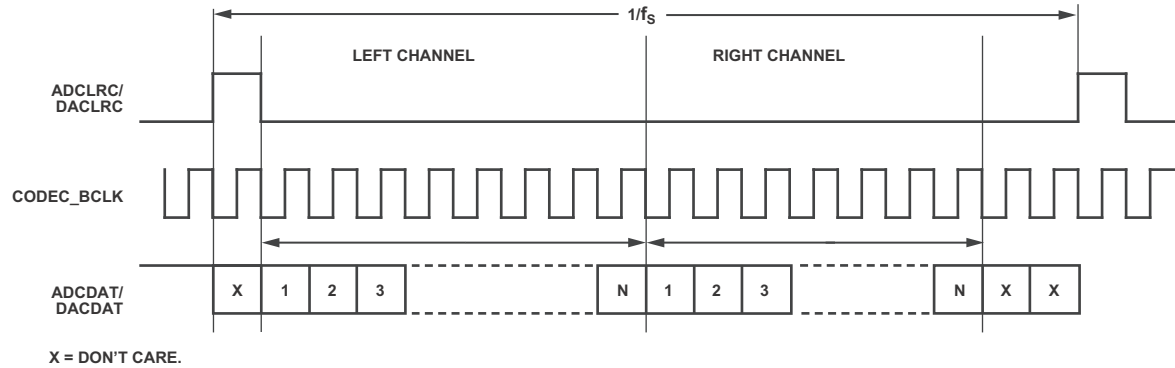 1/fS
LEFT CHANNEL RIGHT CHANNEL
ADCLRC/
DACLRC
CODEC_BCLK
X 1 2 3 N 1 2 3 N X X
ADCDAT/
DACDAT
X = DON'T CARE.